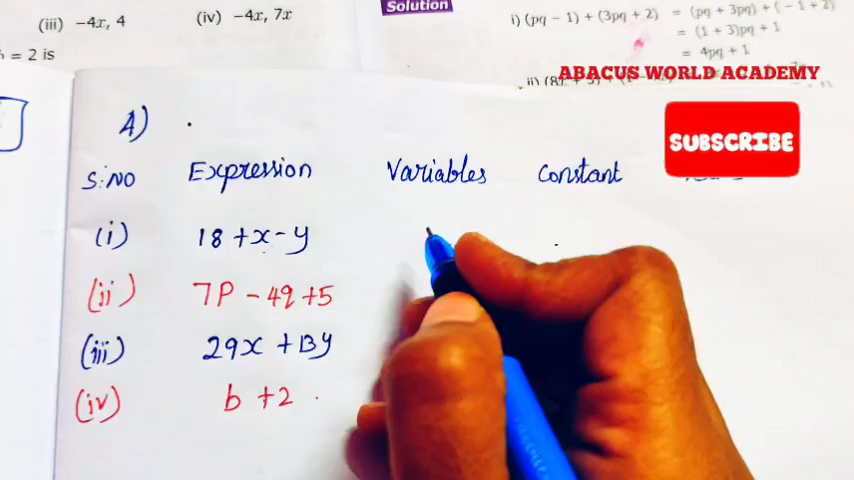 (iii) −4x, 4
(iv) −4x, 7x
= 2 is
Solution
i) (pq − 1) + (3pq + 2) = (pq + 3pq) + (−1 + 2)
= (1 + 3)pq + 1
= 4pq + 1
ABACUS WORLD ACADEMY
SUBSCRIBE
A) .
S.NO Expression Variables Constant
(i) 18 + x - y
(ii) 7P - 4q + 5
(iii) 29x + 13y
(iv) b + 2